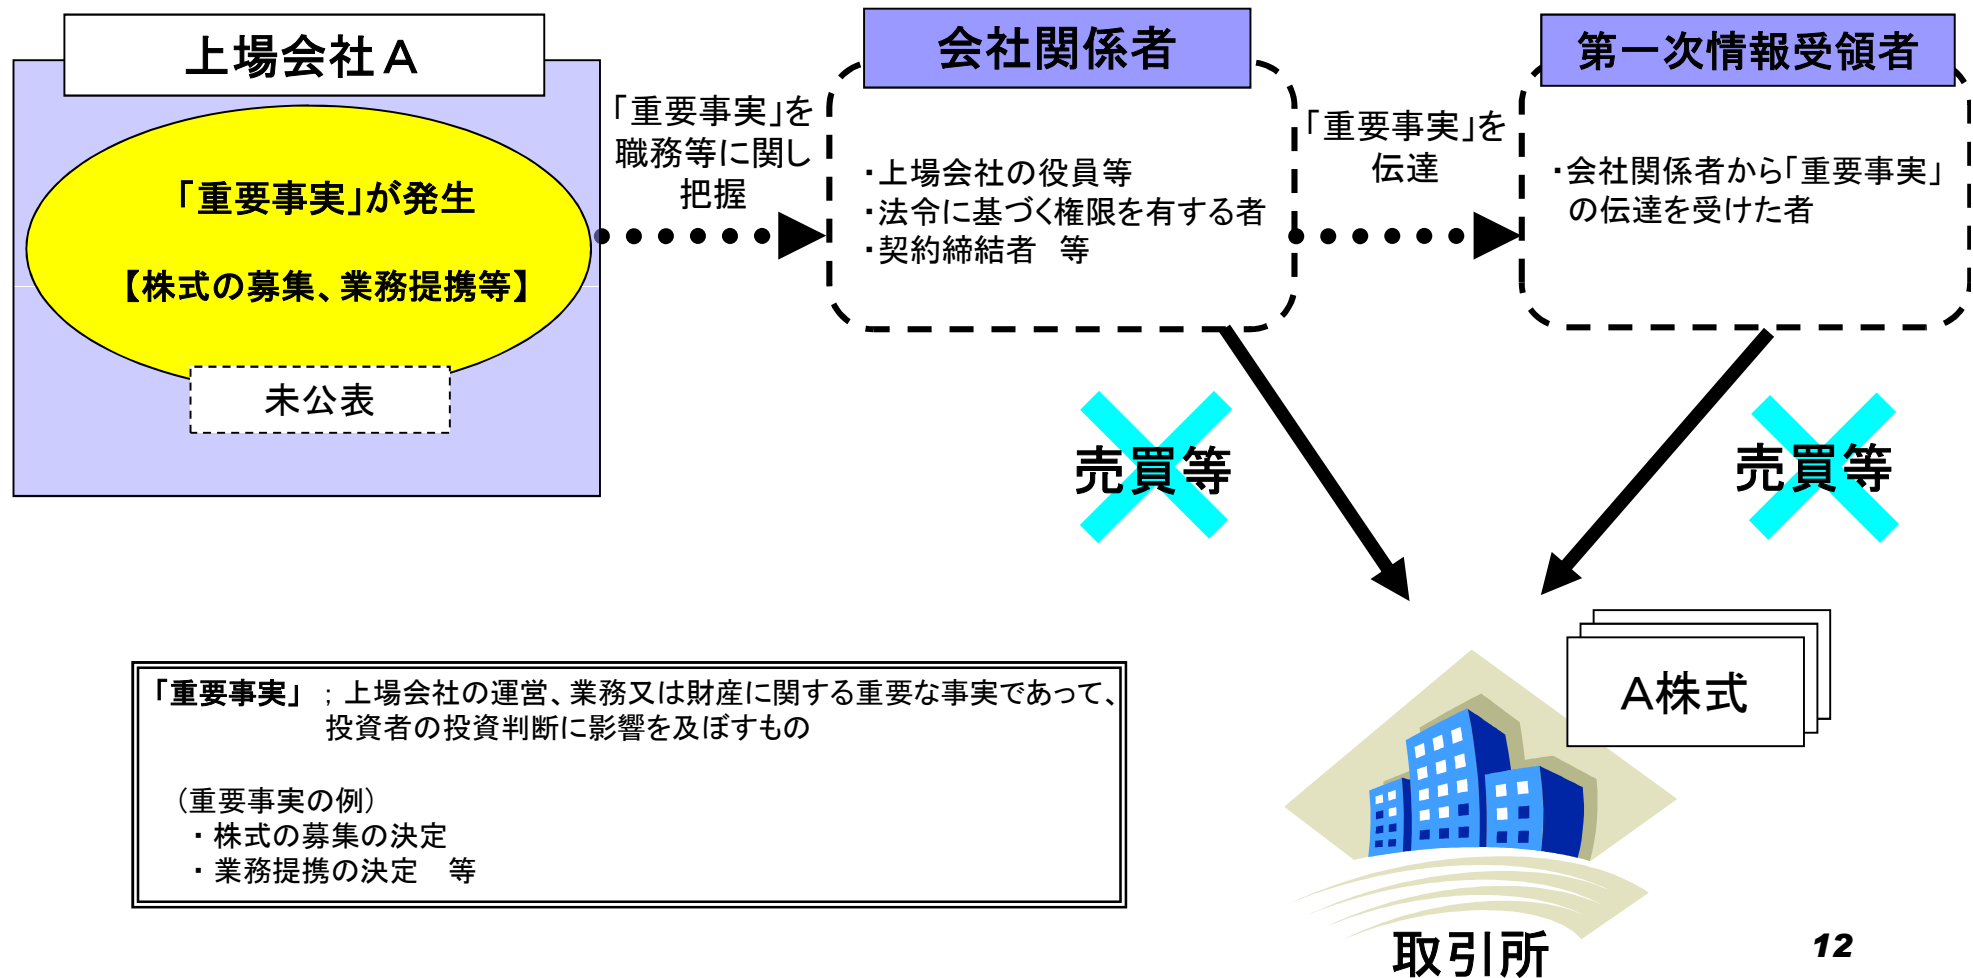 上場会社A
「重要事実」が発生
【株式の募集、業務提携等】
未公表
「重要事実」を
職務等に関し
把握
会社関係者
・上場会社の役員等
・法令に基づく権限を有する者
・契約締結者 等
「重要事実」を
伝達
第一次情報受領者
・会社関係者から「重要事実」
の伝達を受けた者
売買等
売買等
「重要事実」；上場会社の運営、業務又は財産に関する重要な事実であって、
投資者の投資判断に影響を及ぼすもの
（重要事実の例）
・株式の募集の決定
・業務提携の決定 等
A株式
取引所
12